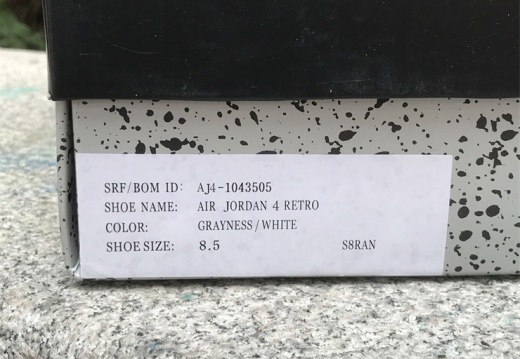 SRF/BOM ID: AJ4-1043505
SHOE NAME: AIR JORDAN 4 RETRO
COLOR: GRAYNESS/WHITE
SHOE SIZE: 8.5 S8RAN